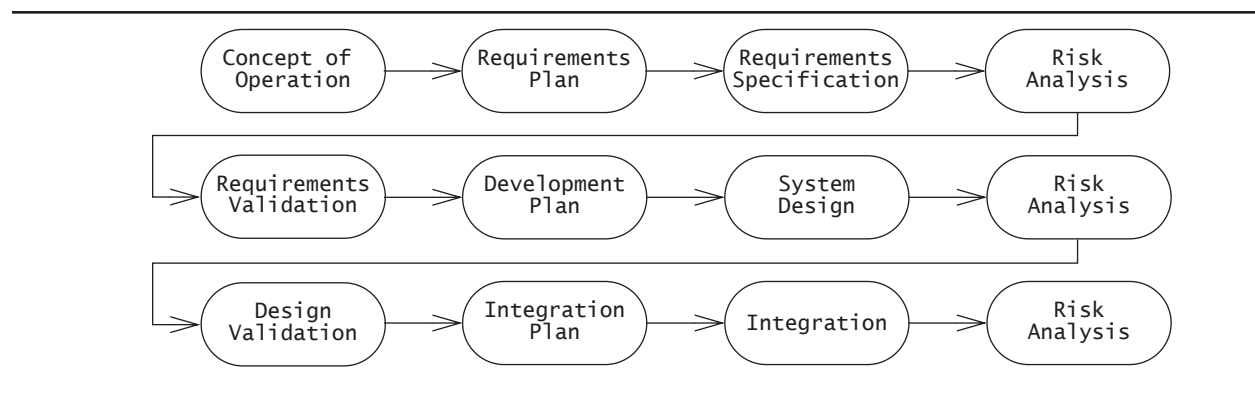 Concept of
Operation
Requirements
Plan
Requirements
Specification
Risk
Analysis
Requirements
Validation
Development
Plan
System
Design
Risk
Analysis
Design
Validation
Integration
Plan
Integration
Risk
Analysis